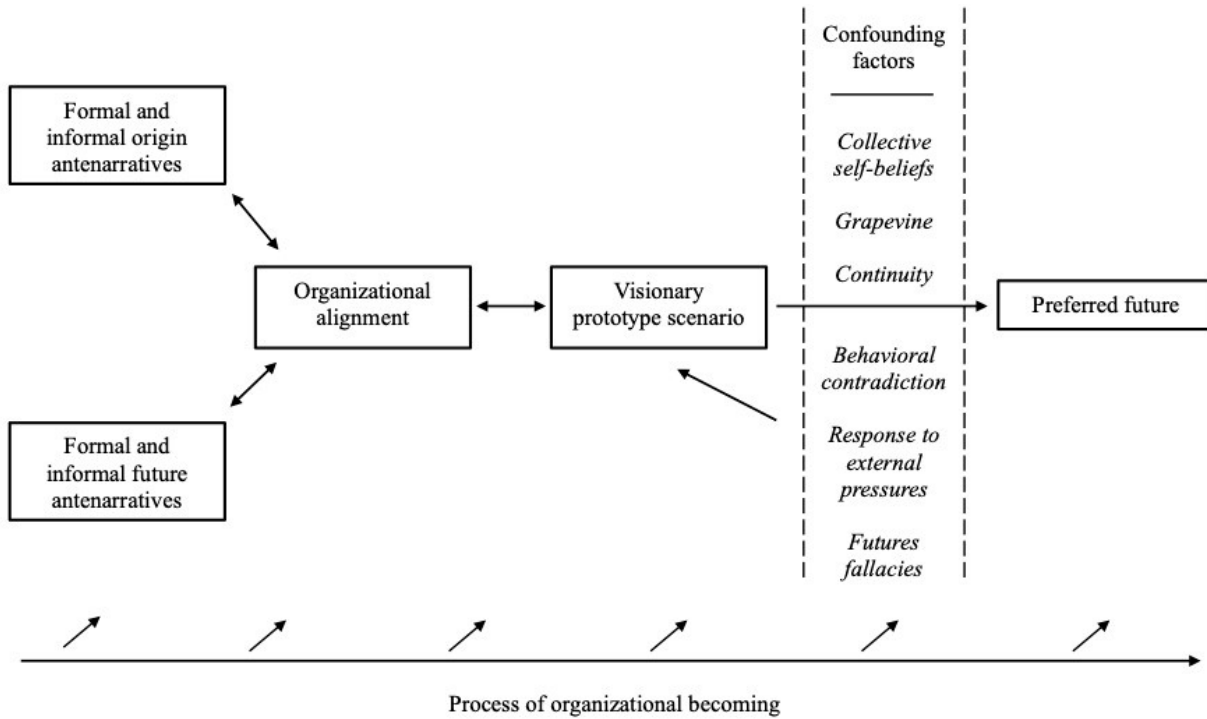 Formal and
informal origin
antenarratives
Formal and
informal future
antenarratives
Organizational
alignment
Visionary
prototype scenario
Confounding
factors
Collective
self-beliefs
Grapevine
Continuity
Behavioral
contradiction
Response to
external
pressures
Futures
fallacies
Preferred future
Process of organizational becoming